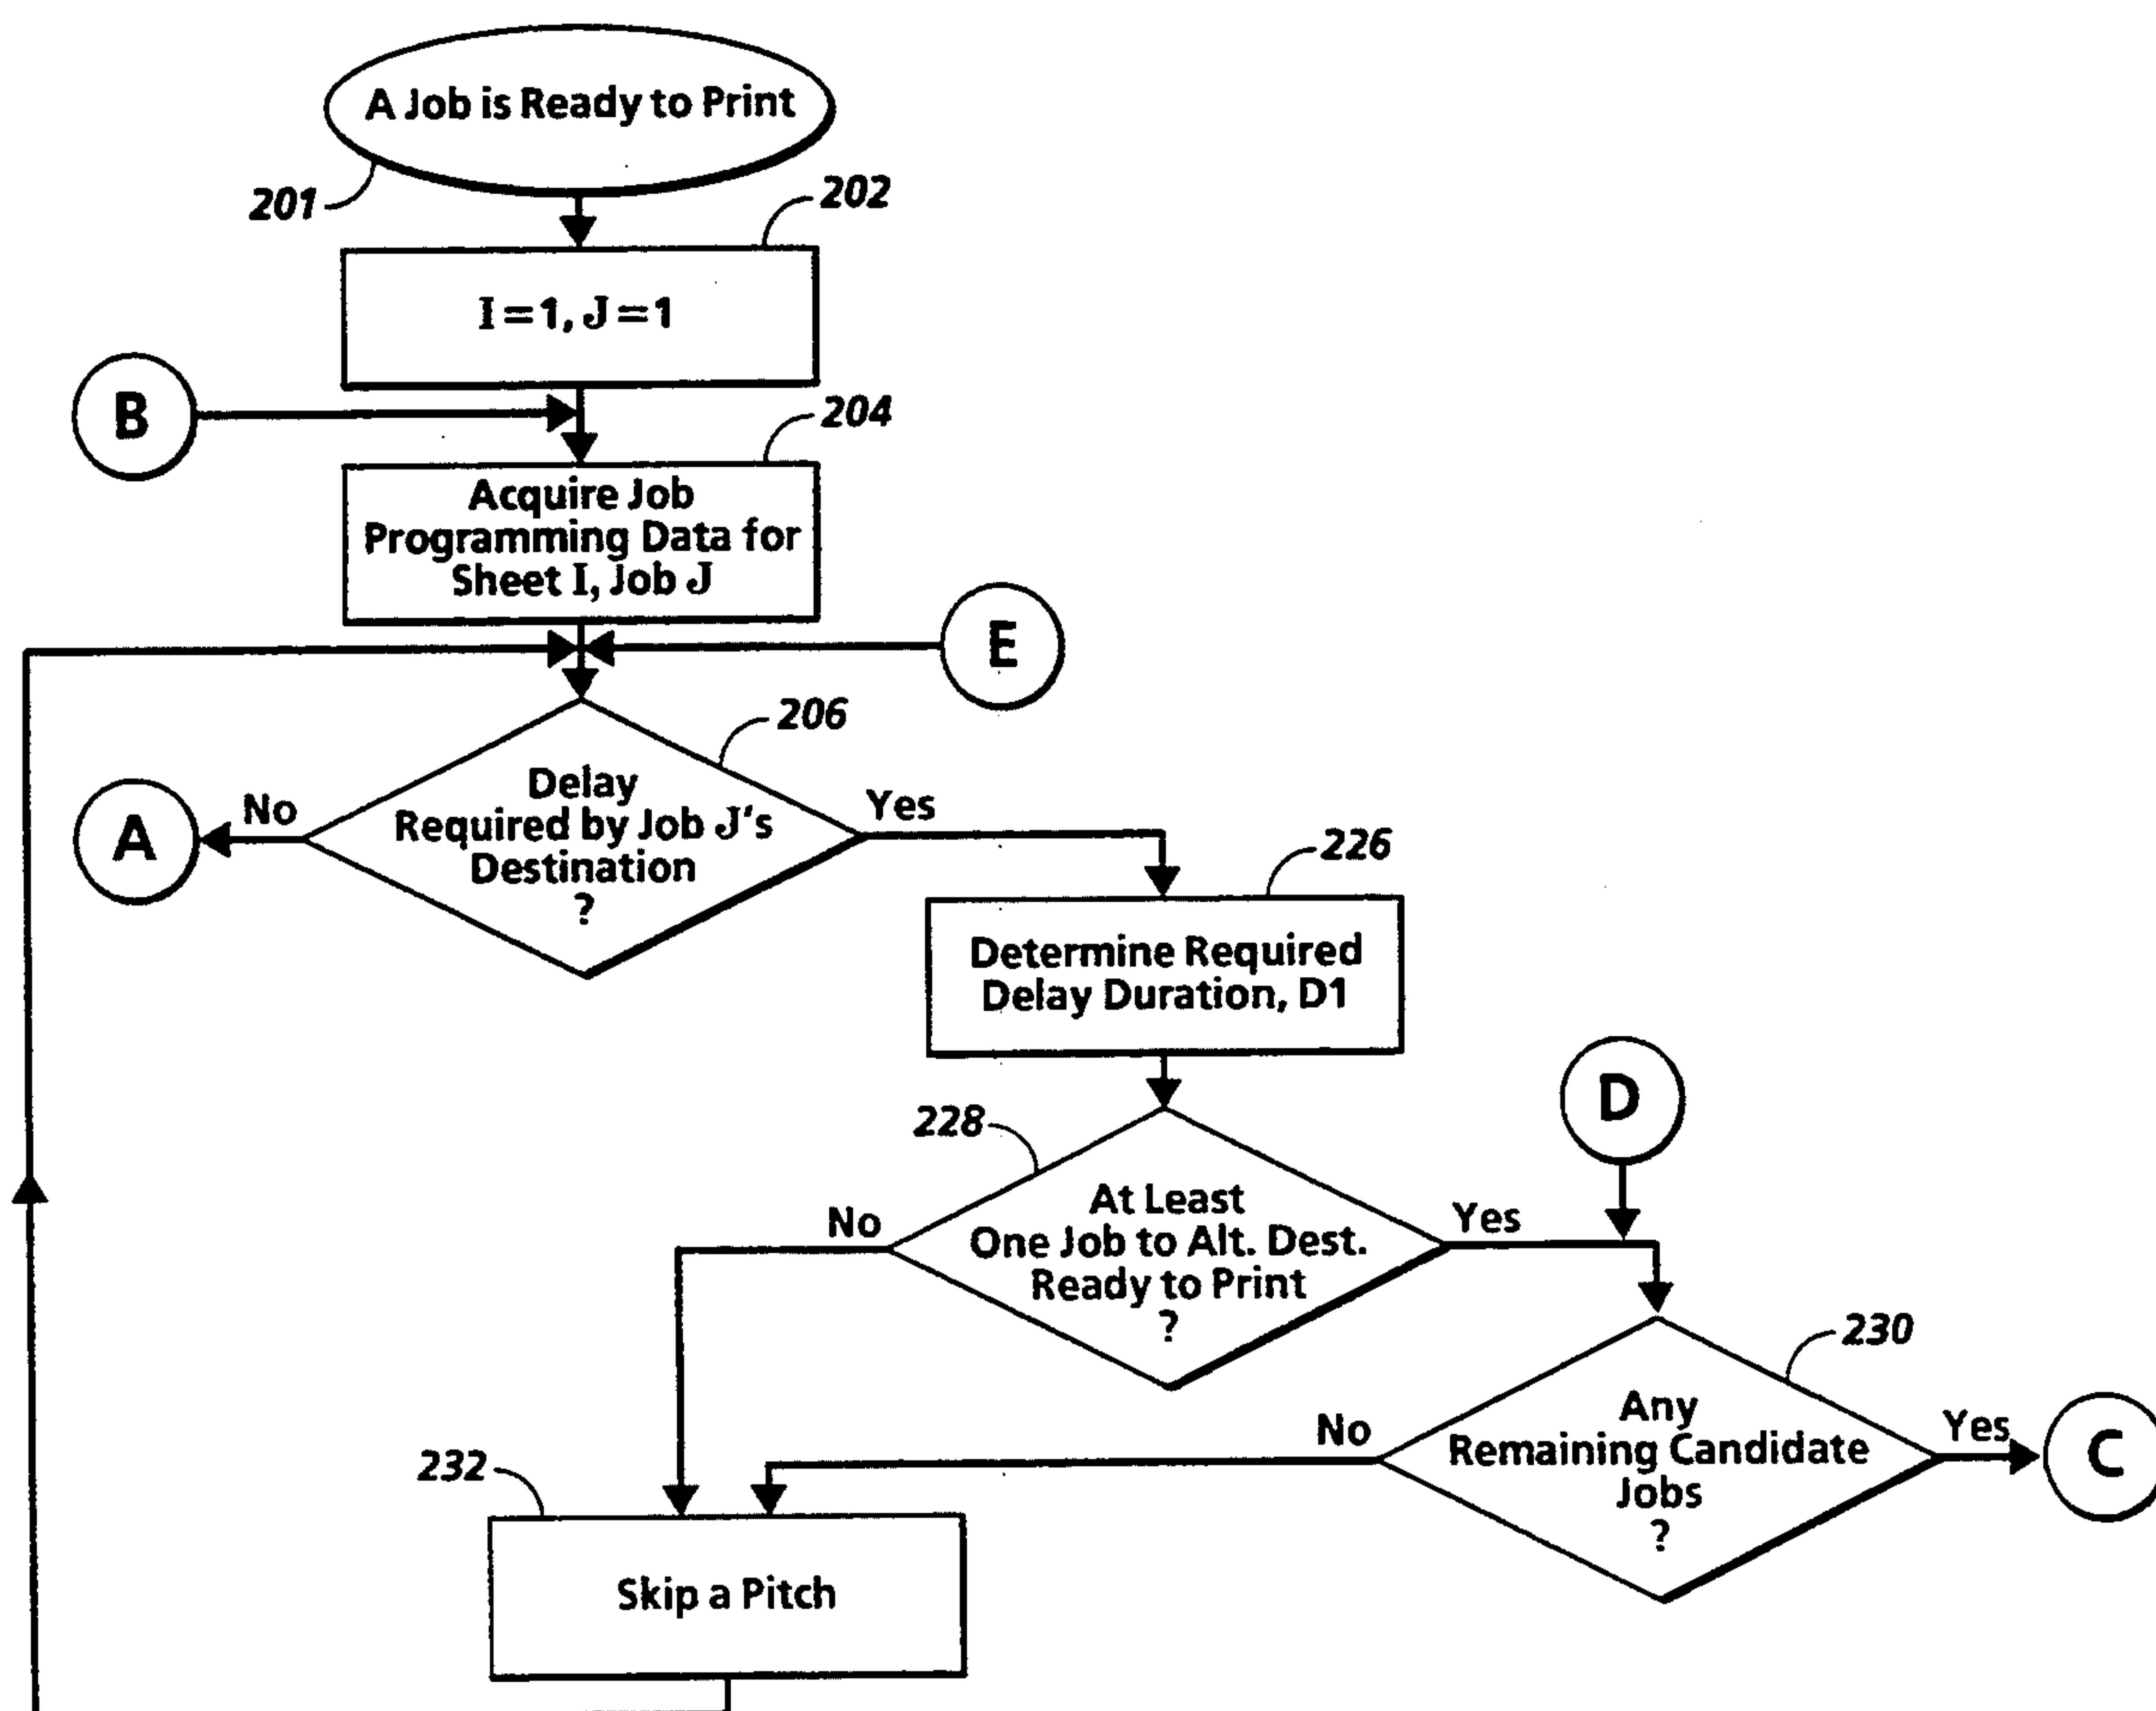 A Job is Ready to Print
201
202
I=1, J=1
B
204
Acquire Job
Programming Data for
Sheet I, Job J
E
206
Delay
Required by Job J's
Destination
?
No
A
Yes
226
Determine Required
Delay Duration, D1
D
228
At Least
One Job to Alt. Dest.
Ready to Print
?
No
Yes
230
Any
Remaining Candidate
Jobs
?
No
Yes
C
232
Skip a Pitch